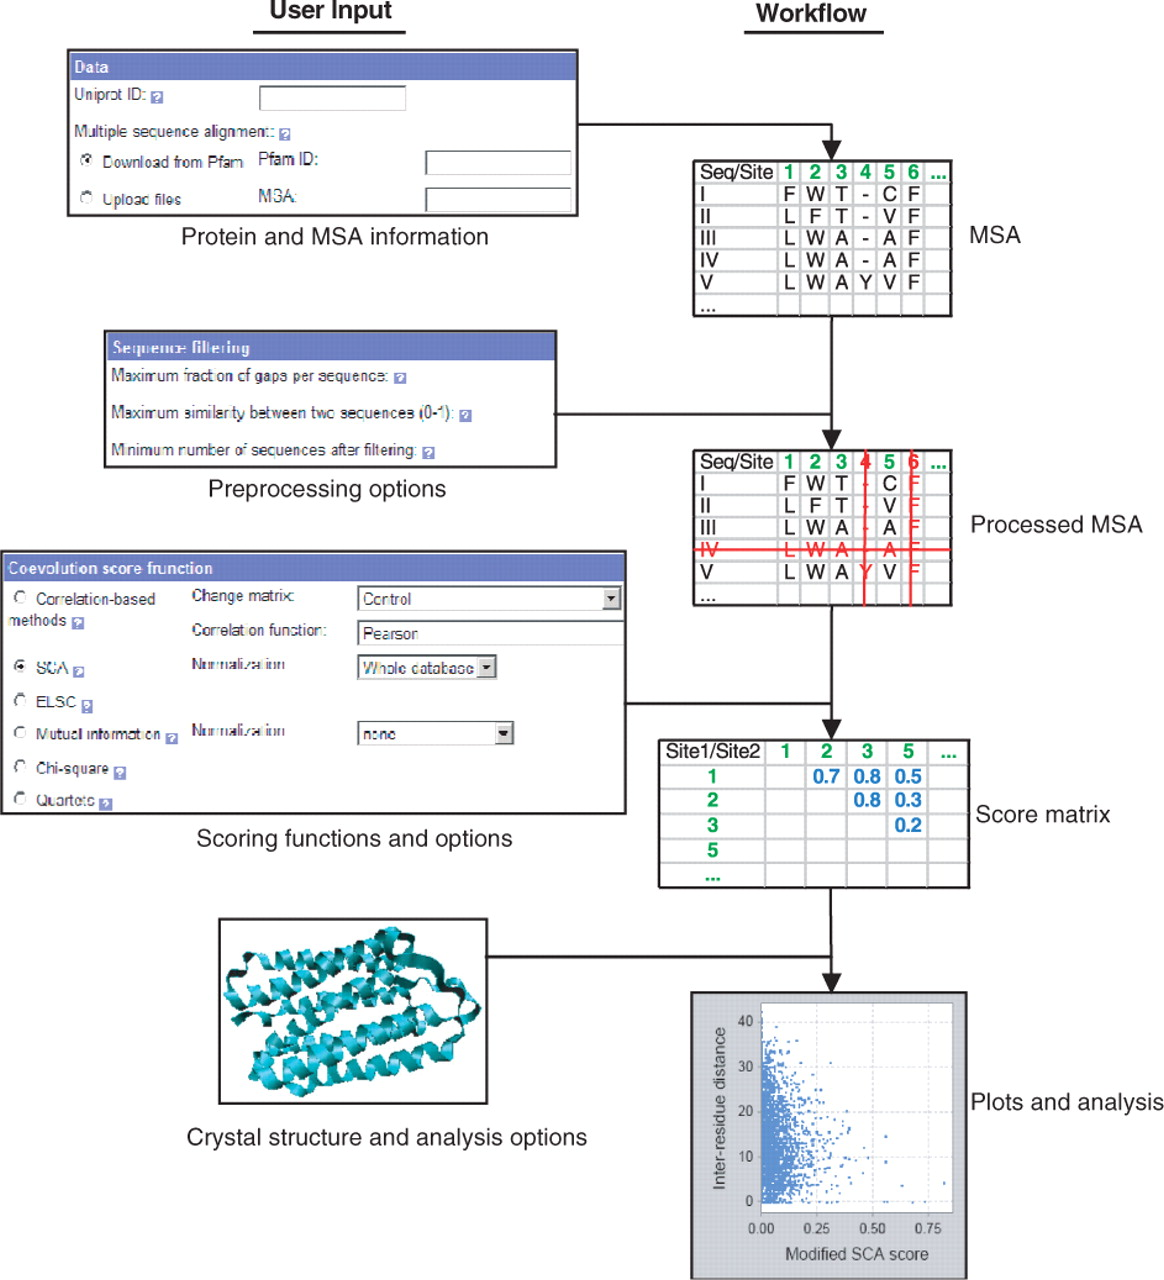 User Input
Workflow
Data
Uniprot ID: ?
Multiple sequence alignment: ?
Download from Pfam Pfam ID:
Upload files MSA:
Protein and MSA information
Seq/Site 1 2 3 4 5 6 ...
I F W T - C F
II L F T - V F
III L W A - A F
IV L W A - A F
V L W A Y V F
...
MSA
Sequence filtering
Maximum fraction of gaps per sequence: ?
Maximum similarity between two sequences (0-1): ?
Minimum number of sequences after filtering: ?
Preprocessing options
Seq/Site 1 2 3 4 5 6 ...
I F W T - C F
II L F T - V F
III L W A - A F
IV L W A - A F
V L W A Y V F
...
Processed MSA
Coevolution score frunction
Correlation-based methods ?
Change matrix: Control
Correlation function: Pearson
SCA ? Normalization Whole database
ELSC ?
Mutual information ? Normalization none
Chi-square ?
Quartets ?
Scoring functions and options
Site1/Site2 1 2 3 5 ...
1 0.7 0.8 0.5
2 0.8 0.3
3 0.2
5
...
Score matrix
Crystal structure and analysis options
Inter-residue distance
40
30
20
10
0
0.00 0.25 0.50 0.75
Modified SCA score
Plots and analysis